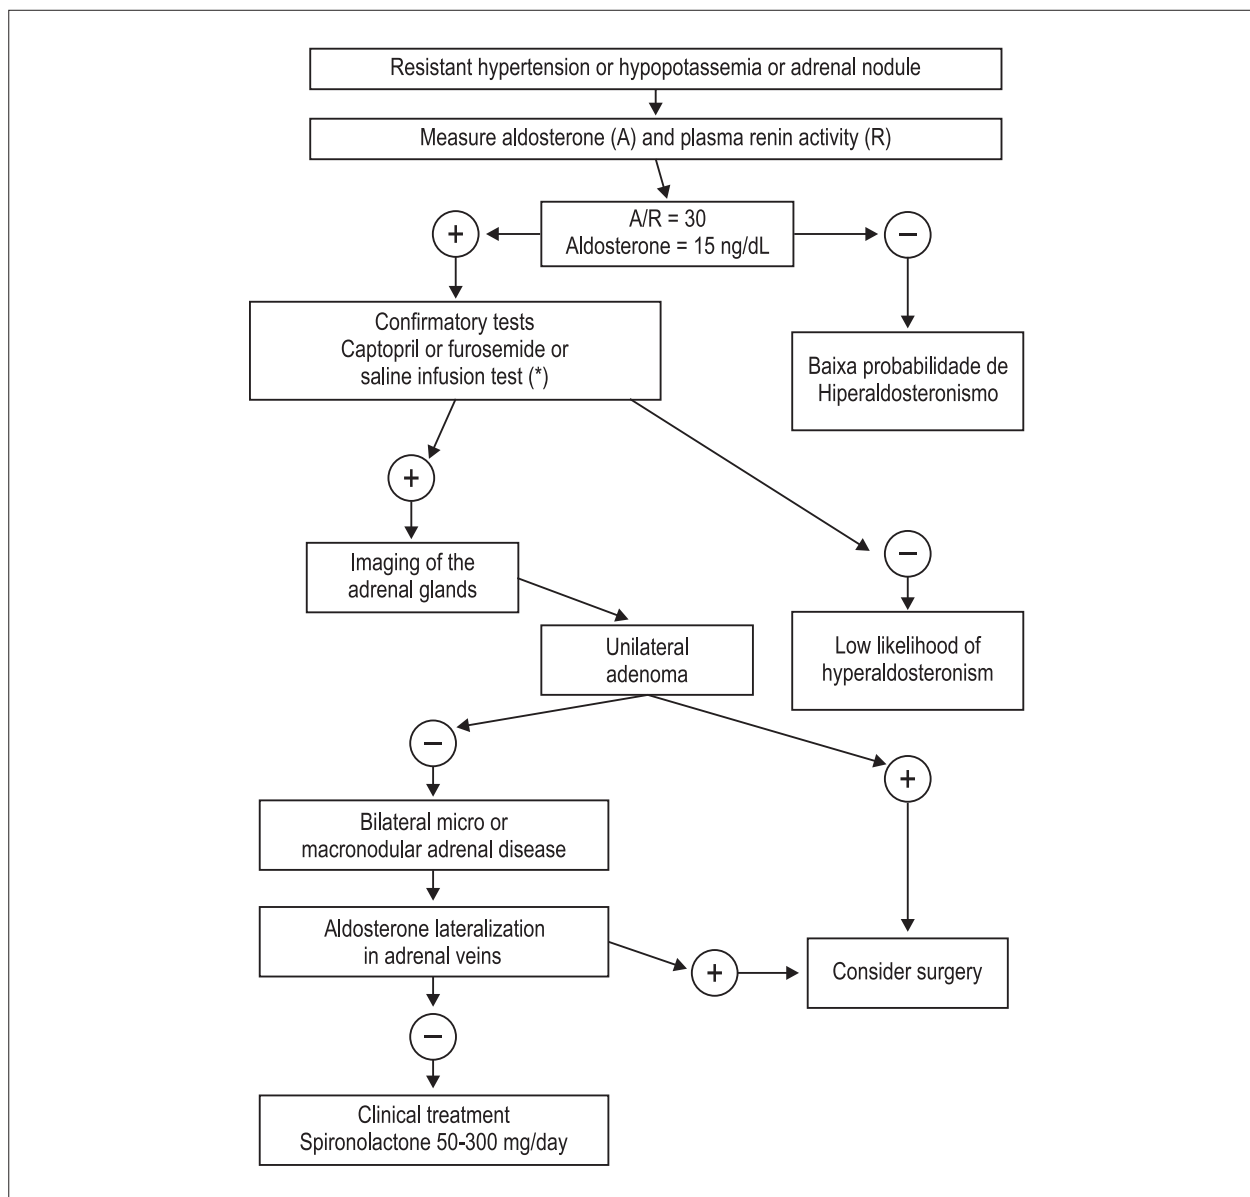 Resistant hypertension or hypopotassemia or adrenal nodule
Measure aldosterone (A) and plasma renin activity (R)
A/R = 30
Aldosterone = 15 ng/dL
+
−
Confirmatory tests
Captopril or furosemide or
saline infusion test (*)
Baixa probabilidade de
Hiperaldosteronismo
+
−
Imaging of the
adrenal glands
Low likelihood of
hyperaldosteronism
Unilateral
adenoma
−
+
Bilateral micro or
macronodular adrenal disease
Aldosterone lateralization
in adrenal veins
+
Consider surgery
−
Clinical treatment
Spironolactone 50-300 mg/day